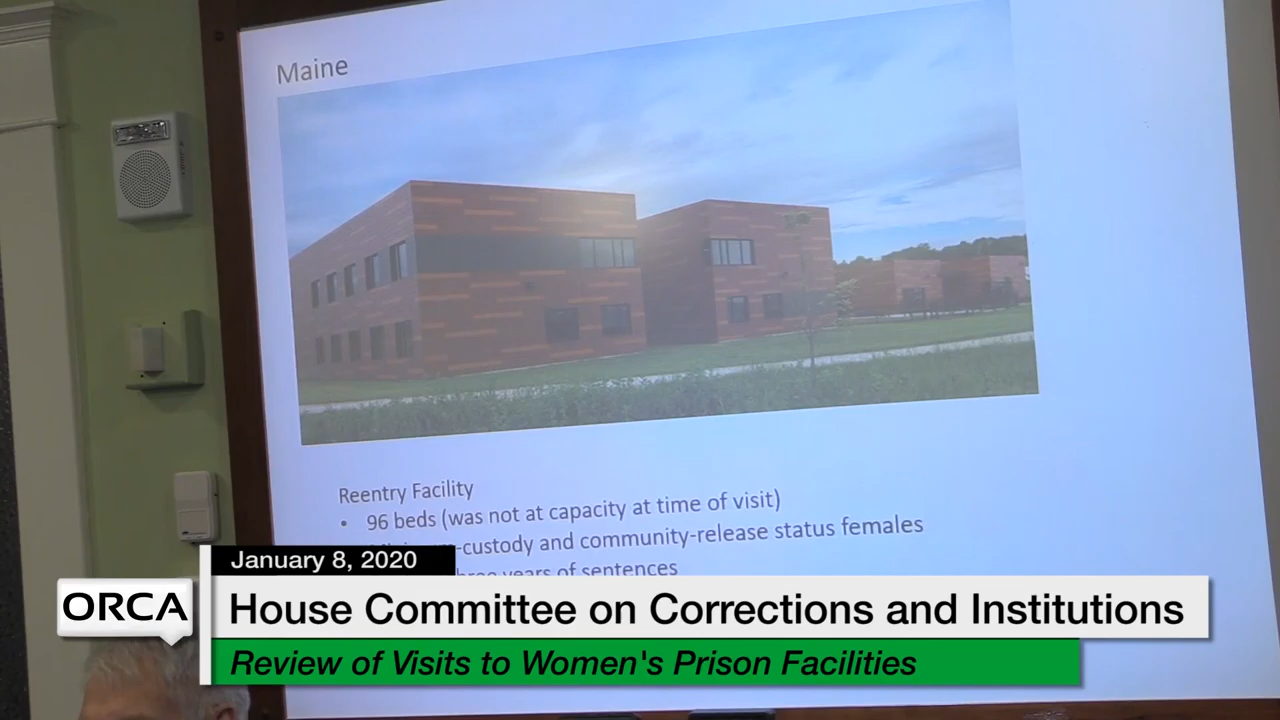 Maine
Reentry Facility
• 96 beds (was not at capacity at time of visit)
-custody and community-release status females
years of sentences
January 8, 2020
ORCA
House Committee on Corrections and Institutions
Review of Visits to Women's Prison Facilities